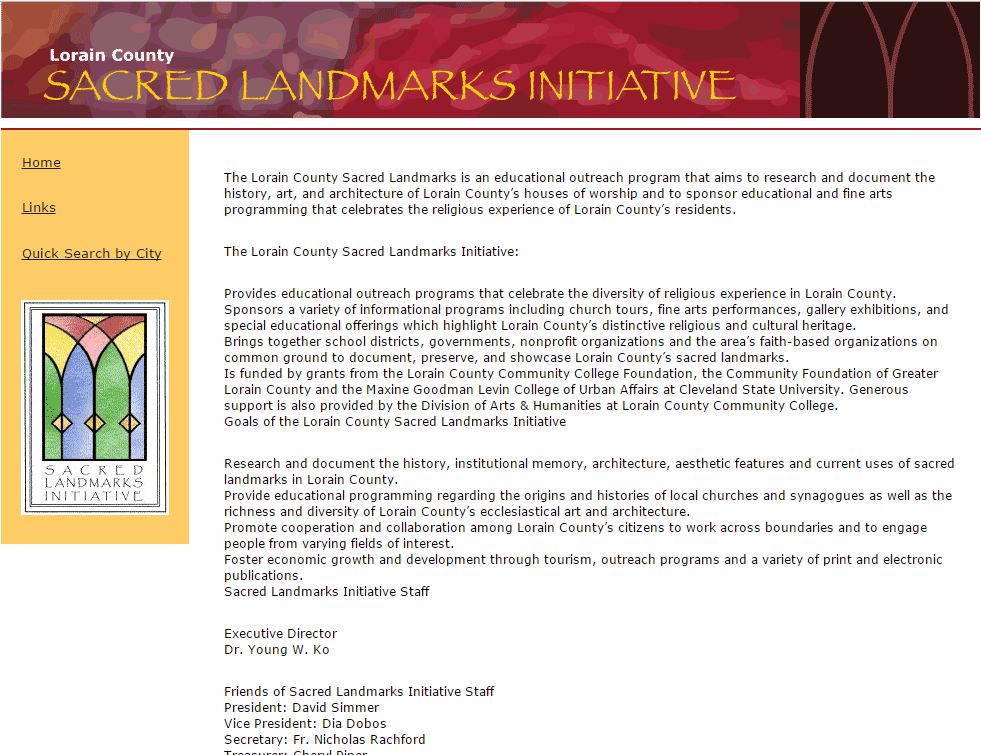 Lorain County
SACRED LANDMARKS INITIATIVE
Home
Links
Quick Search by City
SACRED
LANDMARKS
INITIATIVE
The Lorain County Sacred Landmarks is an educational outreach program that aims to research and document the
history, art, and architecture of Lorain County’s houses of worship and to sponsor educational and fine arts
programming that celebrates the religious experience of Lorain County’s residents.
The Lorain County Sacred Landmarks Initiative:
Provides educational outreach programs that celebrate the diversity of religious experience in Lorain County.
Sponsors a variety of informational programs including church tours, fine arts performances, gallery exhibitions, and
special educational offerings which highlight Lorain County’s distinctive religious and cultural heritage.
Brings together school districts, governments, nonprofit organizations and the area’s faith-based organizations on
common ground to document, preserve, and showcase Lorain County’s sacred landmarks.
Is funded by grants from the Lorain County Community College Foundation, the Community Foundation of Greater
Lorain County and the Maxine Goodman Levin College of Urban Affairs at Cleveland State University. Generous
support is also provided by the Division of Arts & Humanities at Lorain County Community College.
Goals of the Lorain County Sacred Landmarks Initiative
Research and document the history, institutional memory, architecture, aesthetic features and current uses of sacred
landmarks in Lorain County.
Provide educational programming regarding the origins and histories of local churches and synagogues as well as the
richness and diversity of Lorain County’s ecclesiastical art and architecture.
Promote cooperation and collaboration among Lorain County’s citizens to work across boundaries and to engage
people from varying fields of interest.
Foster economic growth and development through tourism, outreach programs and a variety of print and electronic
publications.
Sacred Landmarks Initiative Staff
Executive Director
Dr. Young W. Ko
Friends of Sacred Landmarks Initiative Staff
President: David Simmer
Vice President: Dia Dobos
Secretary: Fr. Nicholas Rachford
Treasurer: Cheryl Piper